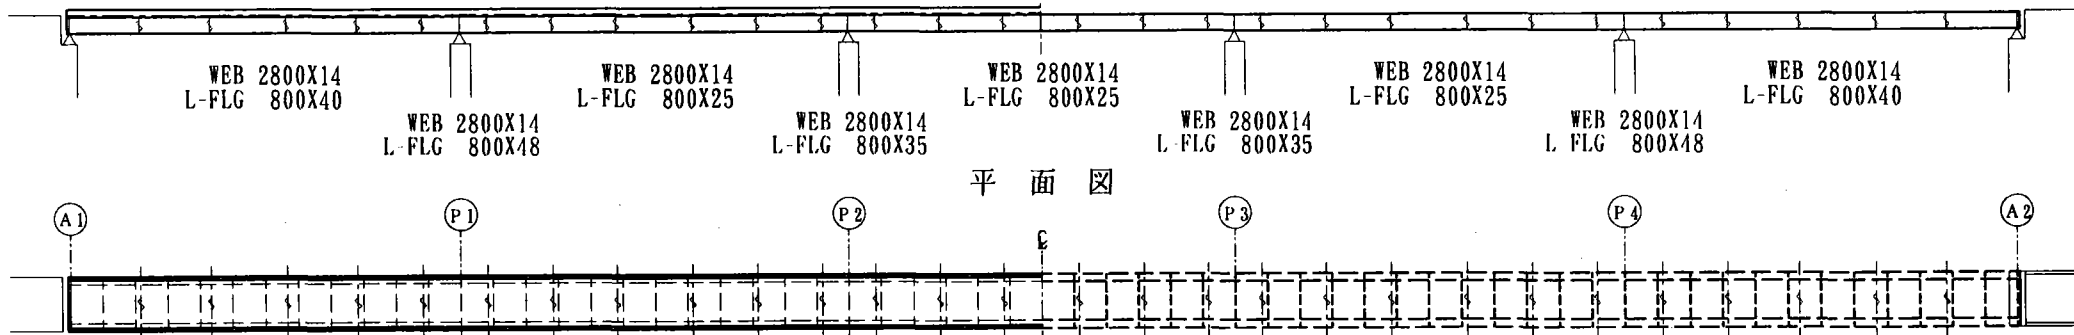 WEB 2800X14
L-FLG 800X40
WEB 2800X14
L-FLG 800X48
WEB 2800X14
L-FLG 800X25
WEB 2800X14
L-FLG 800X35
WEB 2800X14
L-FLG 800X25
WEB 2800X14
L-FLG 800X35
WEB 2800X14
L-FLG 800X25
WEB 2800X14
L FLG 800X48
WEB 2800X14
L-FLG 800X40
平面図
A1
P1
P2
℄
P3
P4
A2